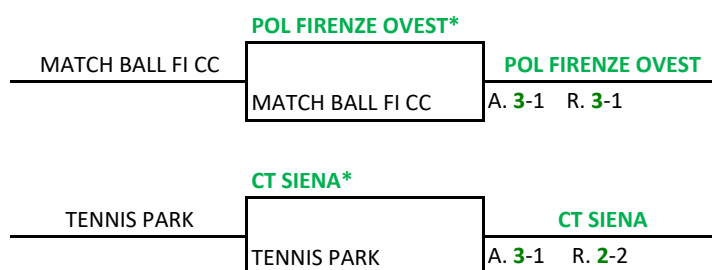 POL FIRENZE OVEST*
MATCH BALL FI CC
POL FIRENZE OVEST
MATCH BALL FI CC
A. 3-1 R. 3-1
CT SIENA*
TENNIS PARK
CT SIENA
TENNIS PARK
A. 3-1 R. 2-2